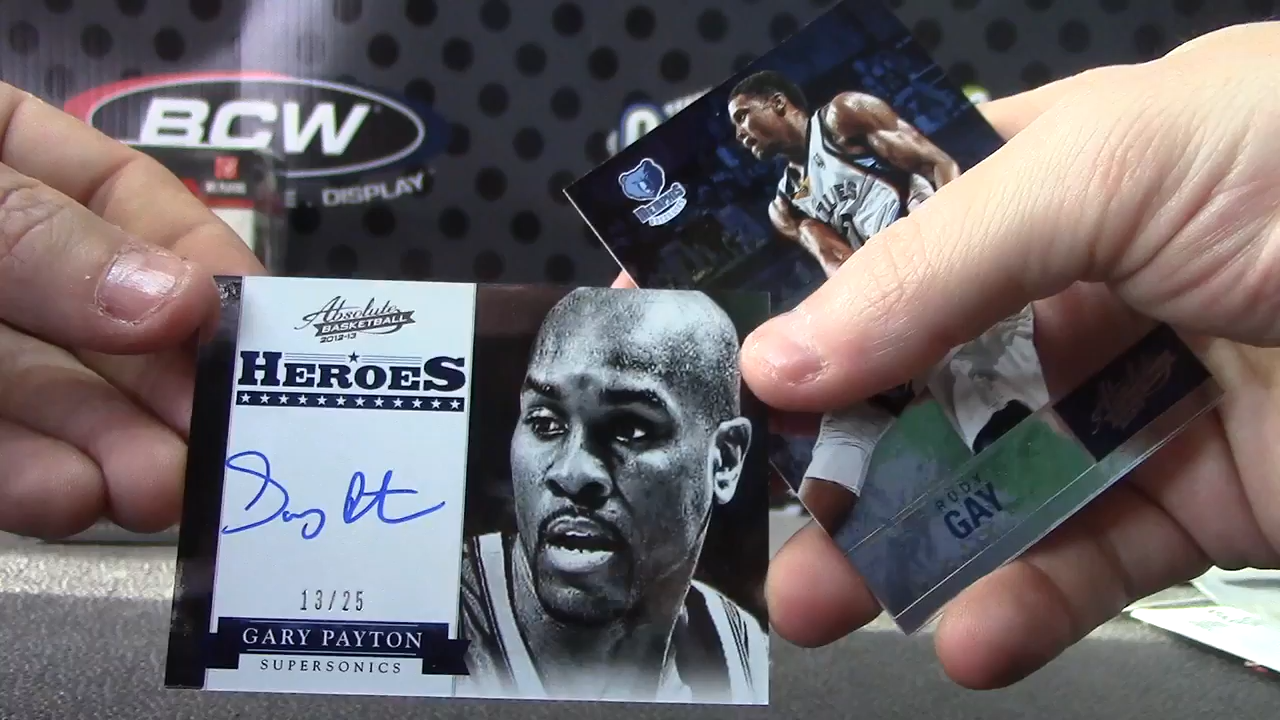 BCW
DISPLAY
Absolute
BASKETBALL
2012-13
HEROES
13/25
GARY PAYTON
SUPERSONICS
RUDY
GAY